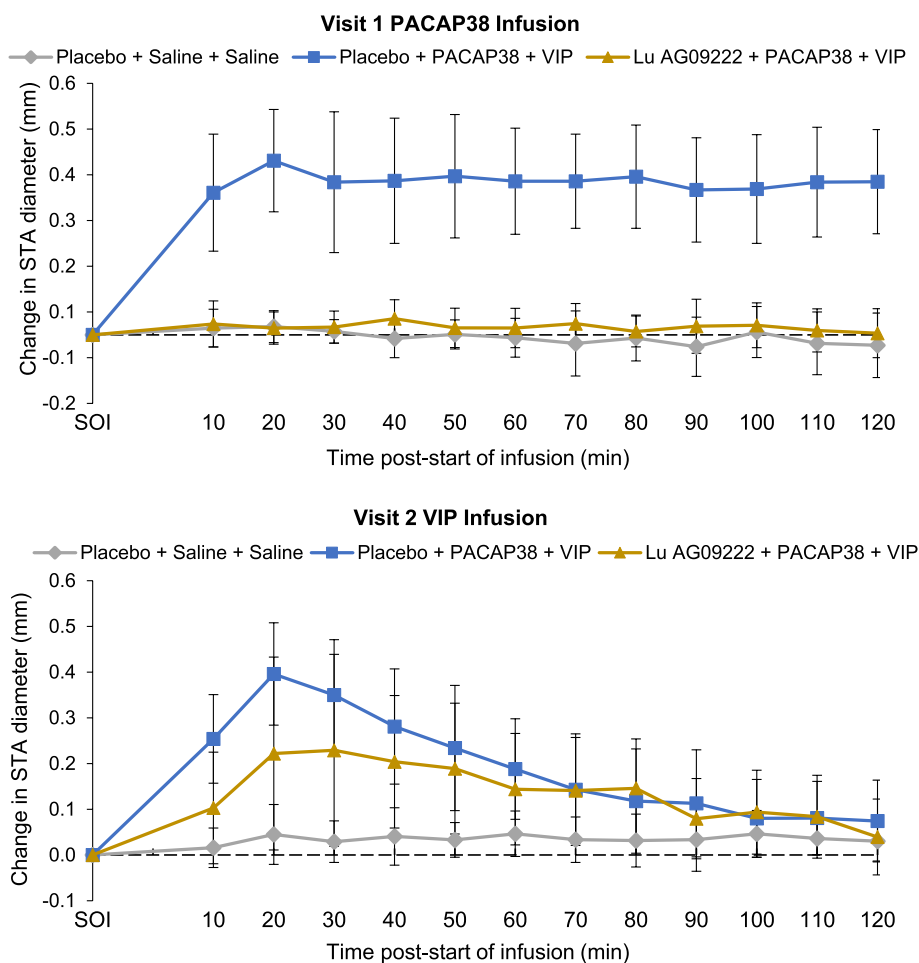 Visit 1 PACAP38 Infusion
Placebo + Saline + Saline Placebo + PACAP38 + VIP Lu AG09222 + PACAP38 + VIP
Change in STA diameter (mm)
0.6
0.5
0.4
0.3
0.2
0.1
-0.1
-0.2
SOI 10 20 30 40 50 60 70 80 90 100 110 120
Time post-start of infusion (min)
Visit 2 VIP Infusion
Placebo + Saline + Saline Placebo + PACAP38 + VIP Lu AG09222 + PACAP38 + VIP
Change in STA diameter (mm)
0.6
0.5
0.4
0.3
0.2
0.1
0.0
-0.1
SOI 10 20 30 40 50 60 70 80 90 100 110 120
Time post-start of infusion (min)